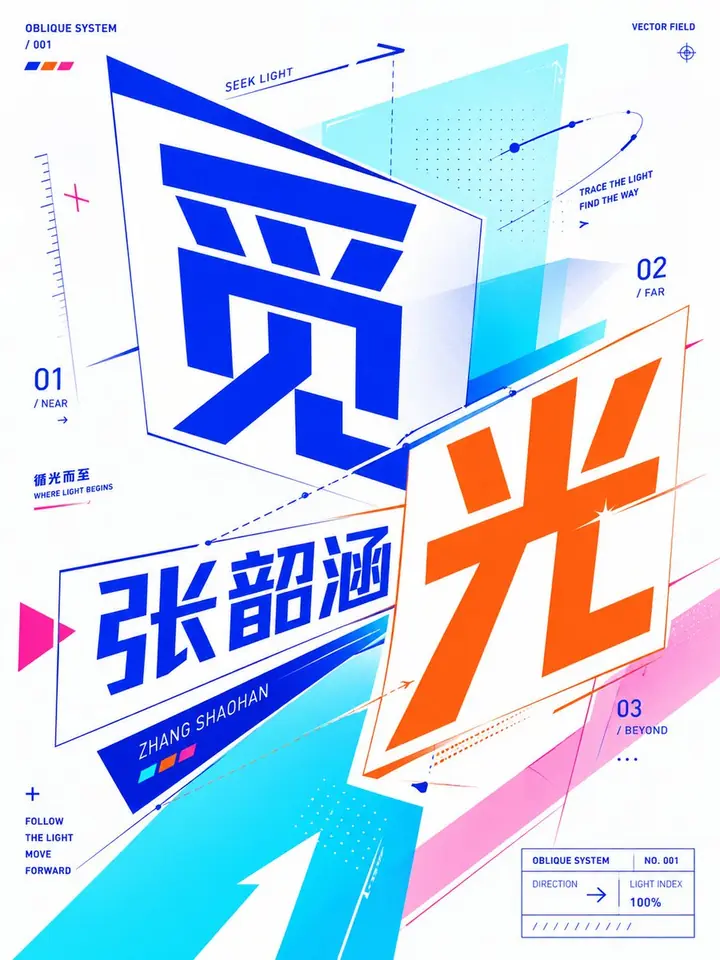 OBLIQUE SYSTEM
/ 001
VECTOR FIELD
SEEK LIGHT
觅
TRACE THE LIGHT
FIND THE WAY
02
/ FAR
01
/ NEAR
光
循光而至
WHERE LIGHT BEGINS
张韶涵
ZHANG SHAOHAN
03
/ BEYOND
FOLLOW
THE LIGHT
MOVE
FORWARD
OBLIQUE SYSTEM
NO. 001
DIRECTION
LIGHT INDEX
100%